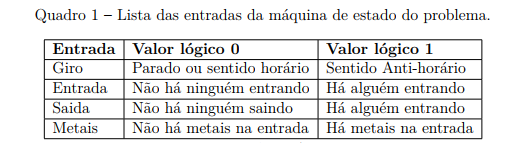 Quadro 1 – Lista das entradas da máquina de estado do problema.
Entrada Valor lógico 0 Valor lógico 1
Giro Parado ou sentido horário Sentido Anti-horário
Entrada Não há ninguém entrando Há alguém entrando
Saida Não há ninguém saindo Há alguém entrando
Metais Não há metais na entrada Há metais na entrada